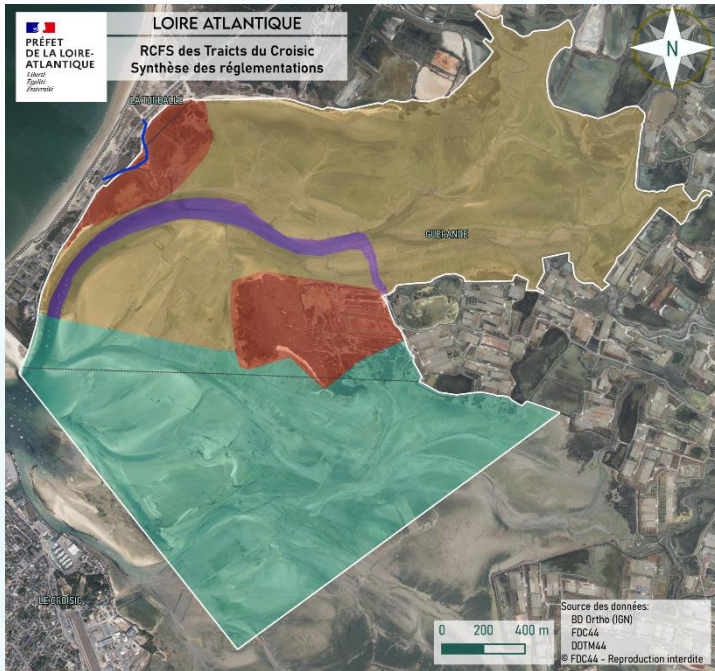 PRÉFET
DE LA LOIRE-
ATLANTIQUE
Liberté
Égalité
Fraternité
LOIRE ATLANTIQUE
RCFS des Traicts du Croisic
Synthèse des réglementations
N
LA TURBALLE
GUERANDE
LE CROISIC
0 200 400 m
Source des données:
BD Ortho (IGN)
FDC44
DDTM44
© FDC44 - Reproduction interdite